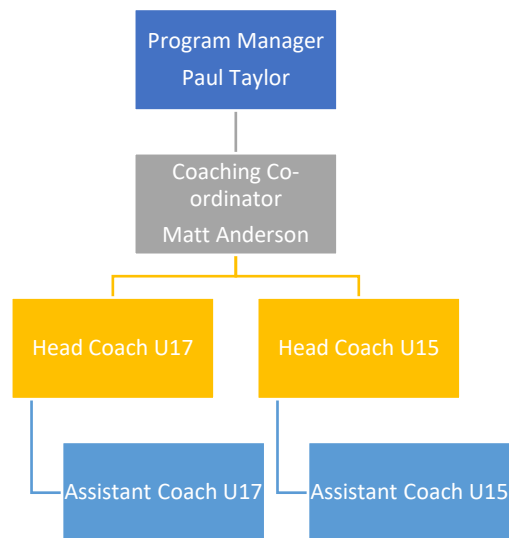 Program Manager
Paul Taylor
Coaching Co-
ordinator
Matt Anderson
Head Coach U17
Head Coach U15
Assistant Coach U17
Assistant Coach U15